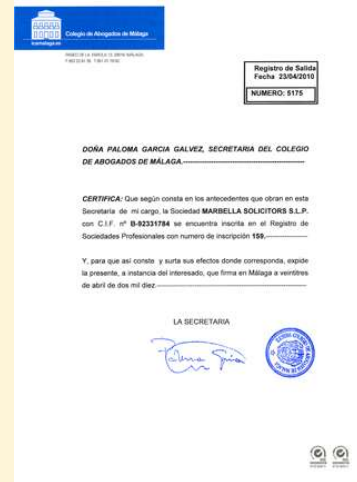 Colegio de Abogados de Málaga
icamalaga.es
Registro de Salida
Fecha 23/04/2010
NUMERO: 5175
DOÑA PALOMA GARCIA GALVEZ, SECRETARIA DEL COLEGIO
DE ABOGADOS DE MÁLAGA.
CERTIFICA: Que según consta en los antecedentes que obran en esta
Secretaría de mi cargo, la Sociedad MARBELLA SOLICITORS S.L.P.
con C.I.F. nº B-92331784 se encuentra inscrita en el Registro de
Sociedades Profesionales con numero de inscripción 159.
Y, para que así conste y surta sus efectos donde corresponda, expide
la presente, a instancia del interesado, que firma en Málaga a veintitres
de abril de dos mil diez.
LA SECRETARIA